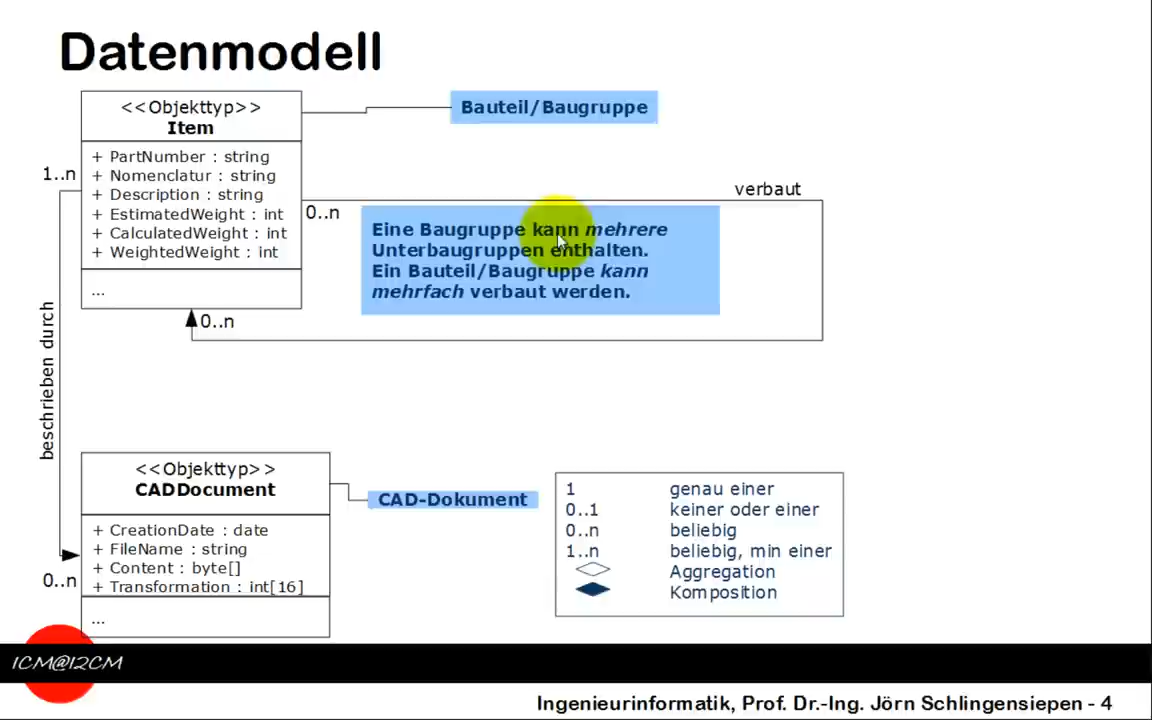 Datenmodell
<<Objekttyp>>
Item
+ PartNumber : string
+ Nomenclatur : string
+ Description : string
+ EstimatedWeight : int
+ CalculatedWeight : int
+ WeightedWeight : int
...
Bauteil/Baugruppe
1..n
0..n
verbaut
Eine Baugruppe kann mehrere
Unterbaugruppen enthalten.
Ein Bauteil/Baugruppe kann
mehrfach verbaut werden.
0..n
beschrieben durch
<<Objekttyp>>
CADDocument
+ CreationDate : date
+ FileName : string
+ Content : byte[]
+ Transformation : int[16]
...
0..n
CAD-Dokument
1 genau einer
0..1 keiner oder einer
0..n beliebig
1..n beliebig, min einer
Aggregation
Komposition
1CM@12CM
Ingenieurinformatik, Prof. Dr.-Ing. Jörn Schlingensiepen - 4